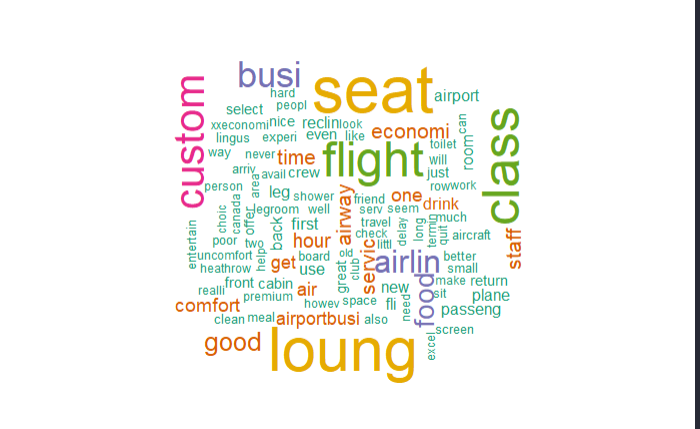 busi
seat
custom
hard
airport
select
peopl
class
xxeconomi
nice
reclin
look
can
lingus
experi
even
like
economi
room
way
never
time
flight
toilet
will
arriv
avail
crew
just
person
area
leg
shower
airway
friend
one
row
work
choic
canada
offer
legroom
well
serv
seem
drink
entertain
back
first
travel
delay
long
termin
much
poor
two
hour
check
quit
aircraft
staff
uncomfort
help
get
board
old
servic
littl
airlin
better
heathrow
use
great
club
small
realli
front
cabin
air
new
food
make
return
comfort
premium
howev
space
fli
need
sit
plane
clean
meal
airportbusi
also
passeng
good
loung
excel
screen